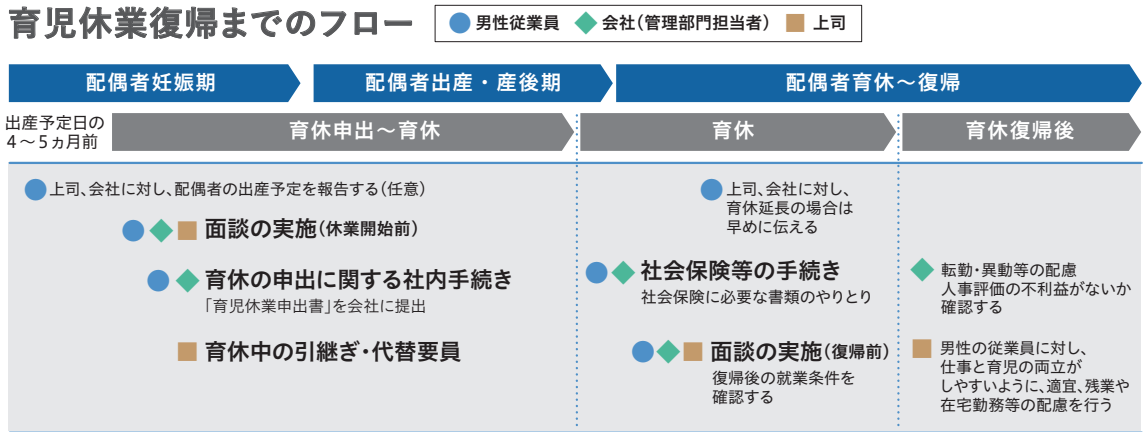 育児休業復帰までのフロー
男性従業員 会社(管理部門担当者) 上司
配偶者妊娠期
配偶者出産・産後期
配偶者育休～復帰
出産予定日の
4～5ヵ月前
育休申出～育休
育休
育休復帰後
上司、会社に対し、配偶者の出産予定を報告する(任意)
面談の実施(休業開始前)
育休の申出に関する社内手続き
「育児休業申出書」を会社に提出
育休中の引継ぎ・代替要員
上司、会社に対し、
育休延長の場合は
早めに伝える
社会保険等の手続き
社会保険に必要な書類のやりとり
面談の実施(復帰前)
復帰後の就業条件を
確認する
転勤・異動等の配慮
人事評価の不利益がないか
確認する
男性の従業員に対し、
仕事と育児の両立が
しやすいように、適宜、残業や
在宅勤務等の配慮を行う